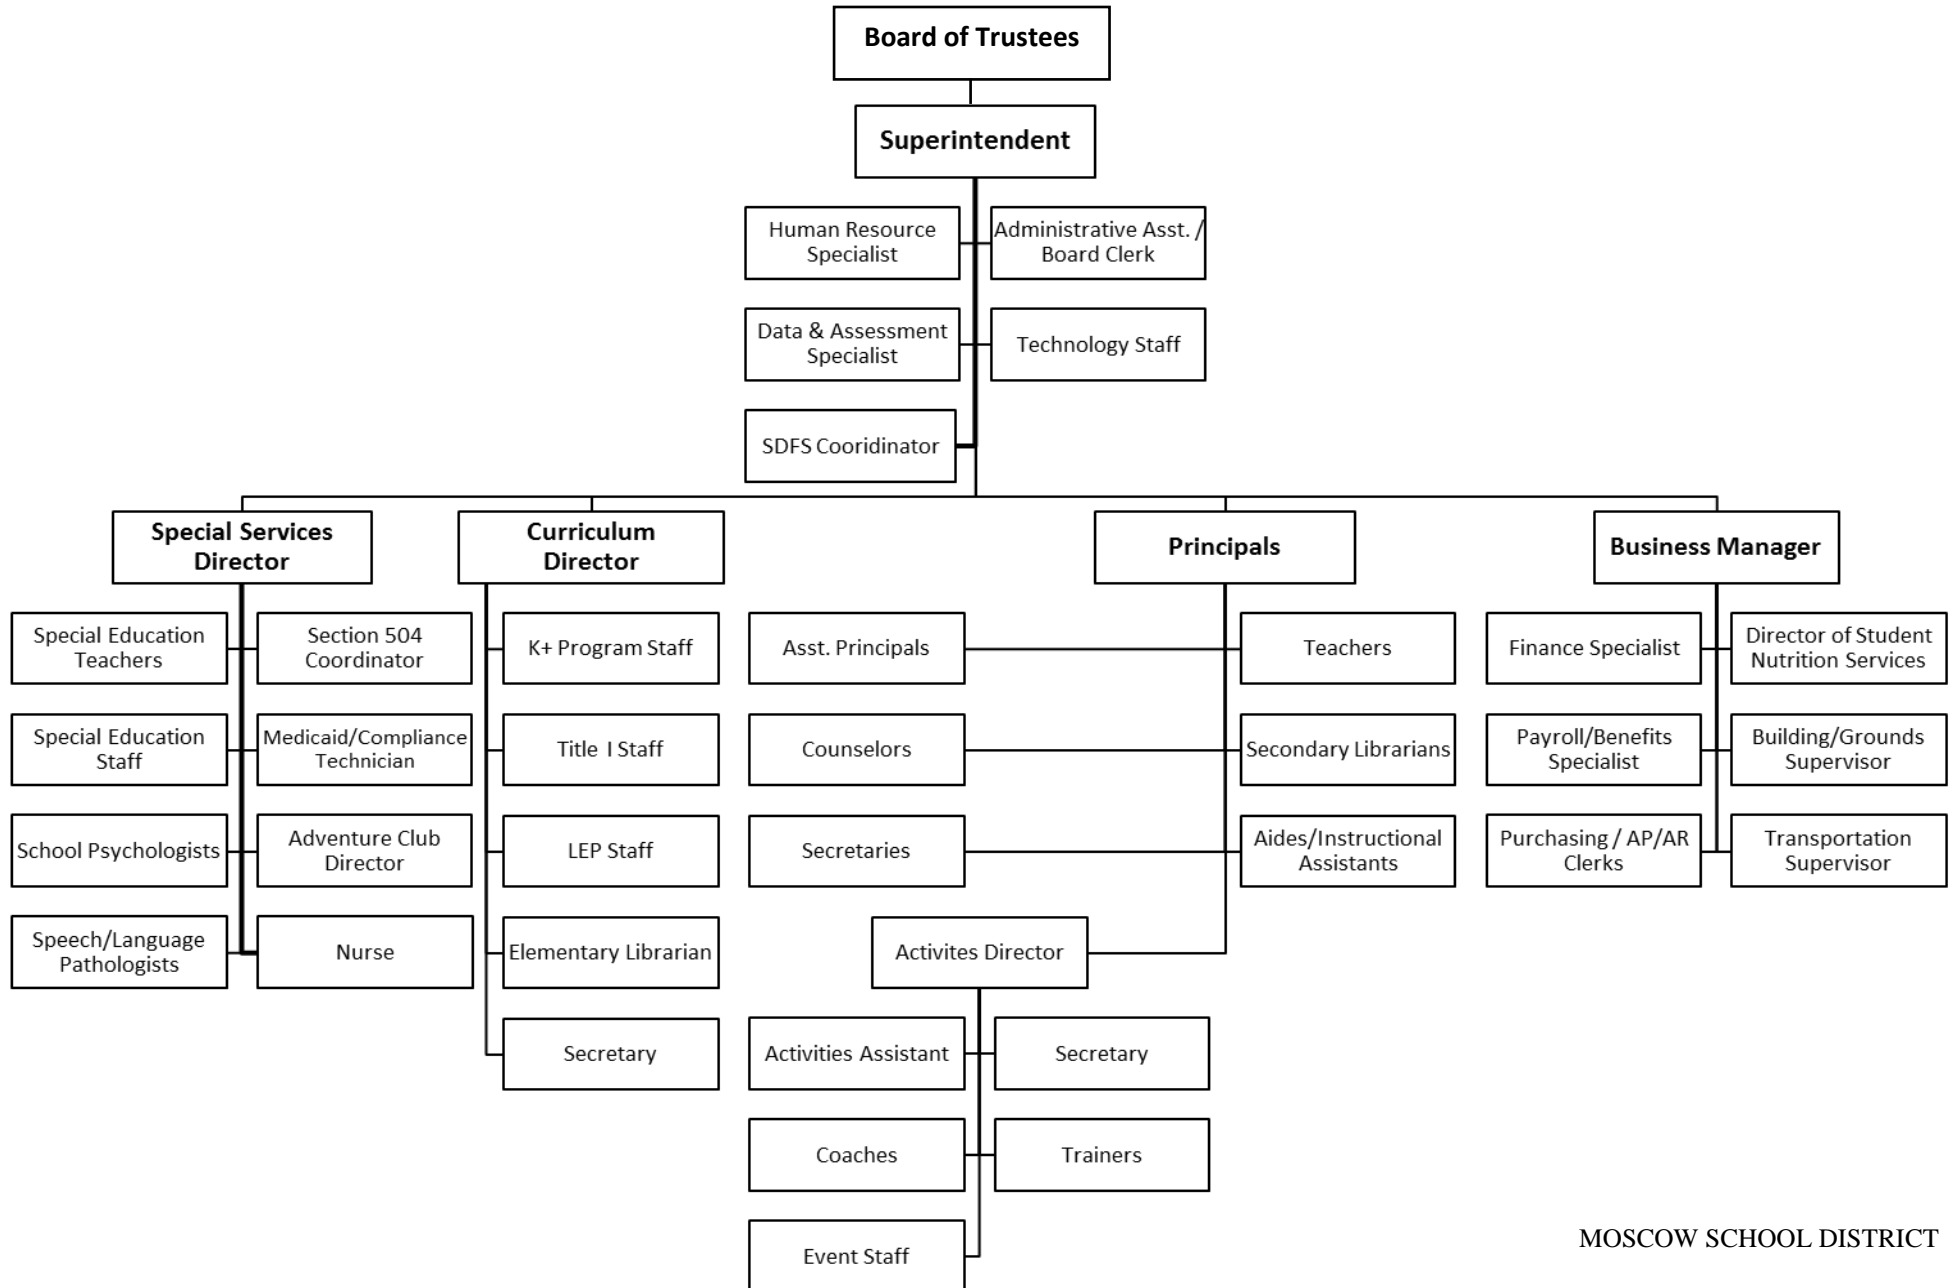 Board of Trustees
Superintendent
Human Resource
Specialist
Administrative Asst. /
Board Clerk
Data & Assessment
Specialist
Technology Staff
SDFS Cooridinator
Special Services
Director
Curriculum
Director
Principals
Business Manager
Special Education
Teachers
Section 504
Coordinator
K+ Program Staff
Asst. Principals
Teachers
Finance Specialist
Director of Student
Nutrition Services
Special Education
Staff
Medicaid/Compliance
Technician
Title I Staff
Counselors
Secondary Librarians
Payroll/Benefits
Specialist
Building/Grounds
Supervisor
School Psychologists
Adventure Club
Director
LEP Staff
Secretaries
Aides/Instructional
Assistants
Purchasing / AP/AR
Clerks
Transportation
Supervisor
Speech/Language
Pathologists
Nurse
Elementary Librarian
Activites Director
Secretary
Activities Assistant
Secretary
Coaches
Trainers
Event Staff
MOSCOW SCHOOL DISTRICT